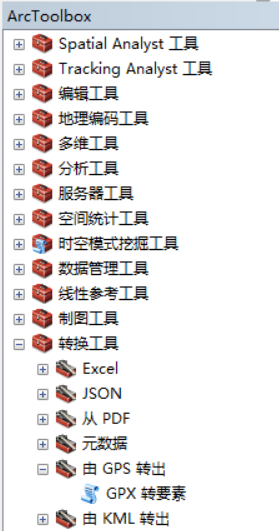 ArcToolbox
Spatial Analyst 工具
Tracking Analyst 工具
编辑工具
地理编码工具
多维工具
分析工具
服务器工具
空间统计工具
时空模式挖掘工具
数据管理工具
线性参考工具
制图工具
转换工具
Excel
JSON
从 PDF
元数据
由 GPS 转出
GPX 转要素
由 KML 转出